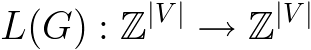 L(G) : ℤ^{|V|} → ℤ^{|V|}